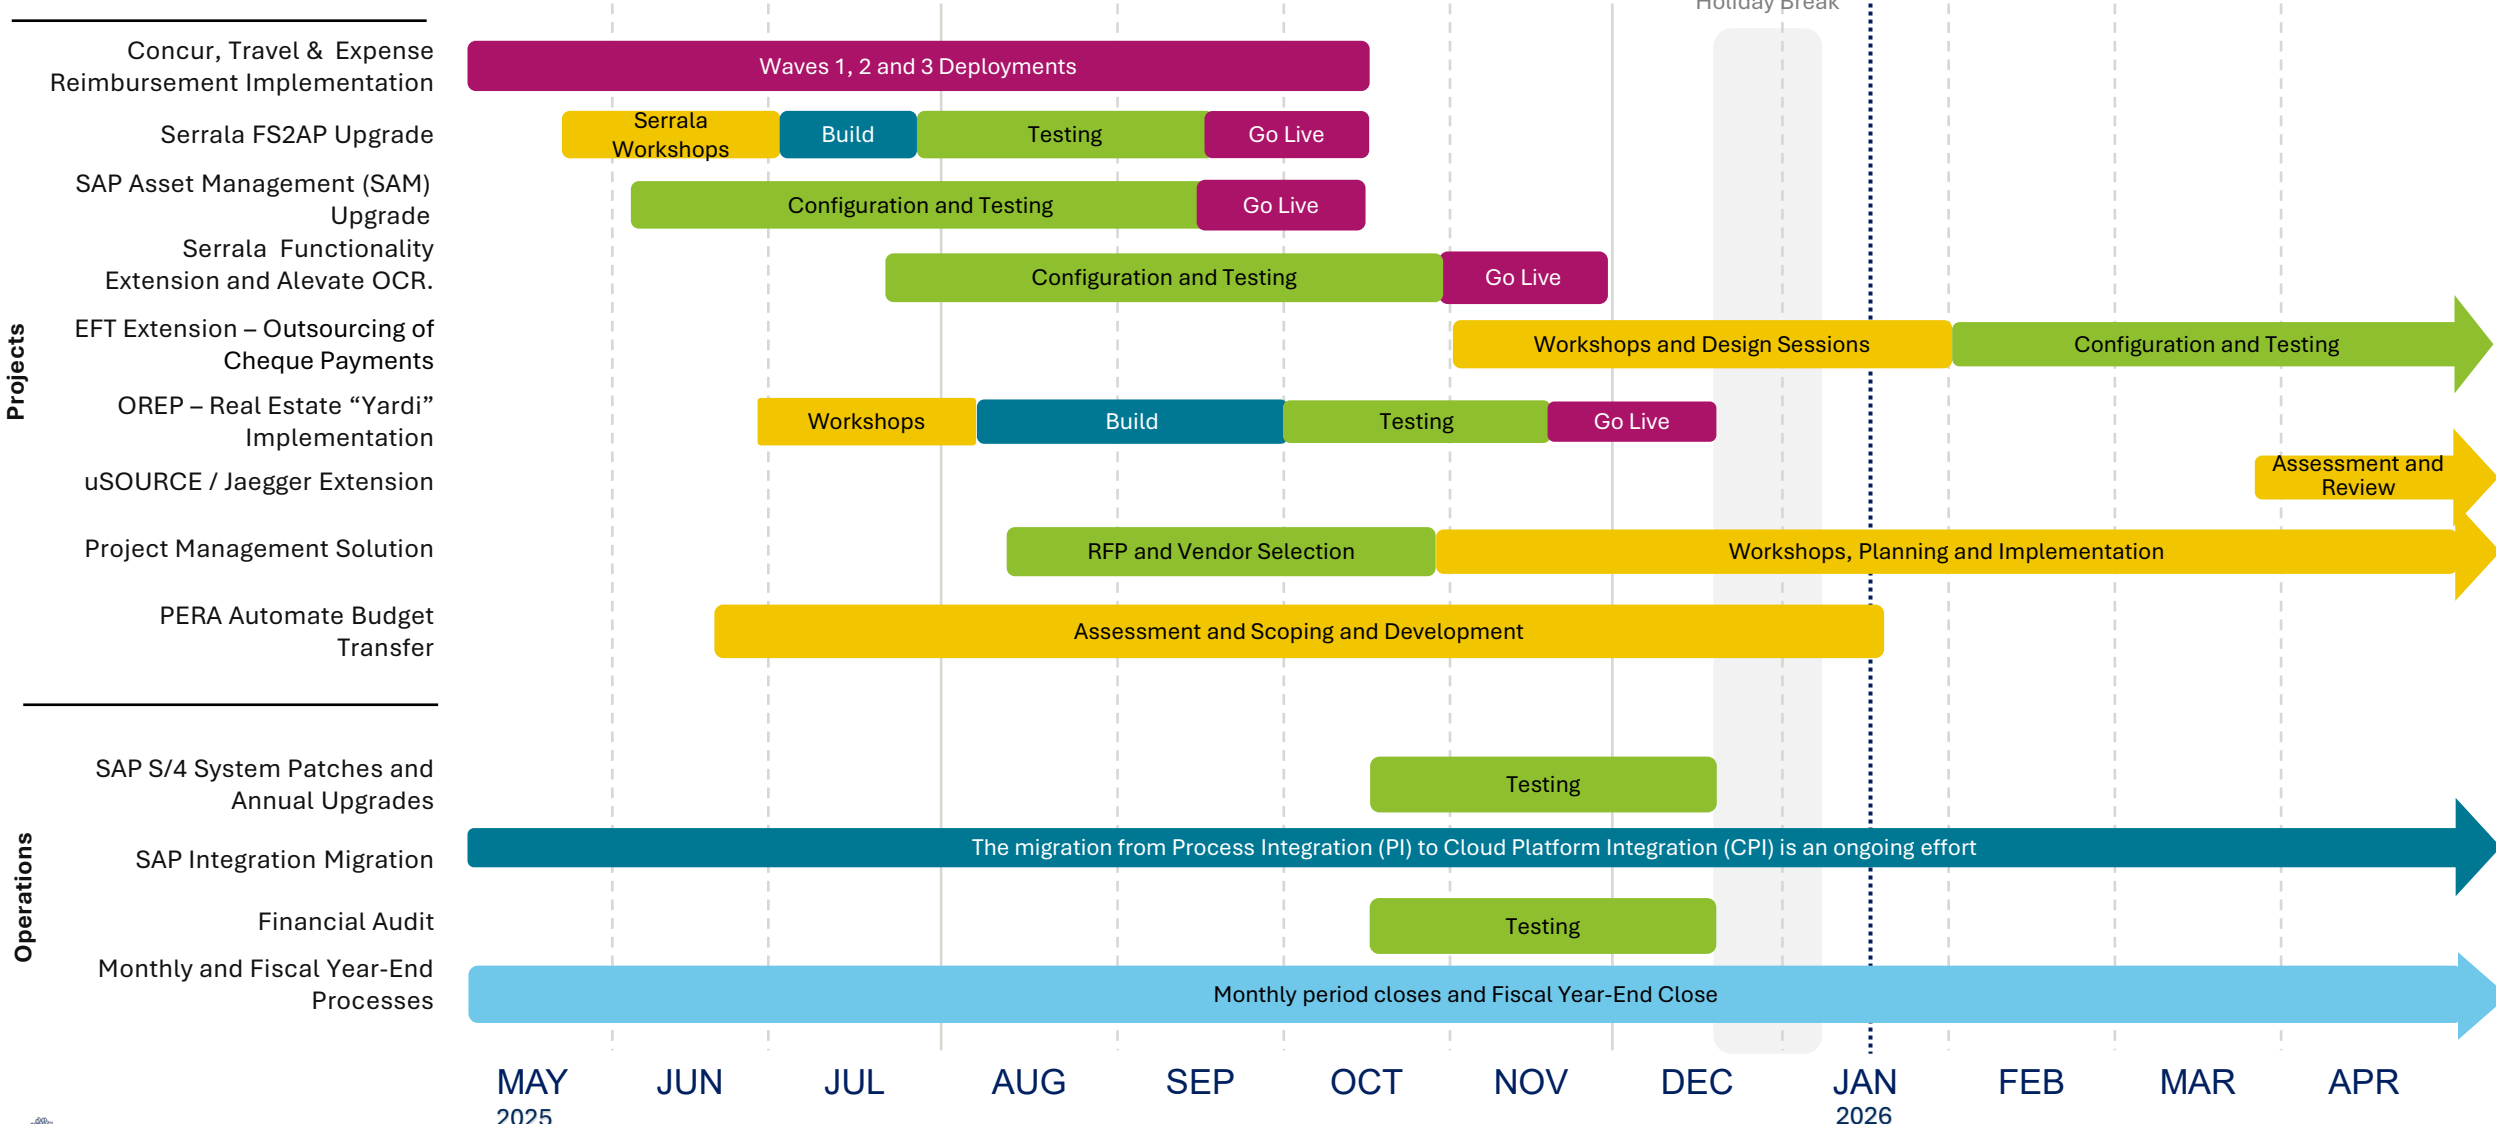 Holiday Break
Concur, Travel & Expense
Reimbursement Implementation
Waves 1, 2 and 3 Deployments
Serrala FS2AP Upgrade
Serrala
Workshops
Build
Testing
Go Live
SAP Asset Management (SAM)
Upgrade
Configuration and Testing
Go Live
Serrala Functionality
Extension and Alevate OCR.
Configuration and Testing
Go Live
Projects
EFT Extension – Outsourcing of
Cheque Payments
Workshops and Design Sessions
Configuration and Testing
OREP – Real Estate “Yardi”
Implementation
Workshops
Build
Testing
Go Live
uSOURCE / Jaegger Extension
Assessment and
Review
Project Management Solution
RFP and Vendor Selection
Workshops, Planning and Implementation
PERA Automate Budget
Transfer
Assessment and Scoping and Development
Operations
SAP S/4 System Patches and
Annual Upgrades
Testing
SAP Integration Migration
The migration from Process Integration (PI) to Cloud Platform Integration (CPI) is an ongoing effort
Financial Audit
Testing
Monthly and Fiscal Year-End
Processes
Monthly period closes and Fiscal Year-End Close
MAY JUN JUL AUG SEP OCT NOV DEC JAN FEB MAR APR
2025 2026